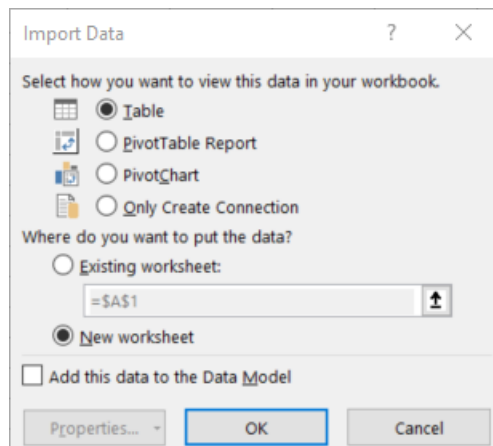 Import Data
?
Select how you want to view this data in your workbook.
Table
PivotTable Report
PivotChart
Only Create Connection
Where do you want to put the data?
Existing worksheet:
=$A$1
New worksheet
Add this data to the Data Model
Properties...
OK
Cancel